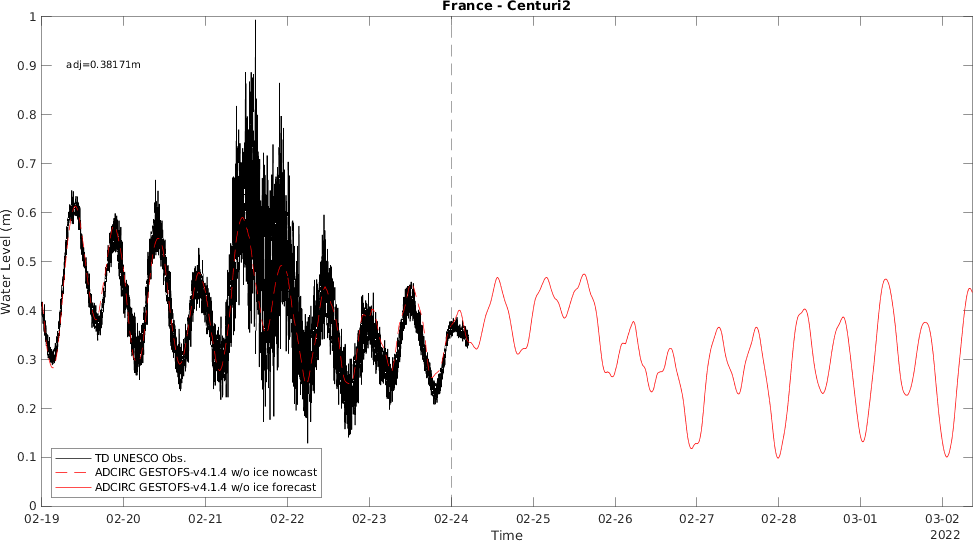 France - Centuri2
adj=0.38171m
Water Level (m)
1
0.9
0.8
0.7
0.6
0.5
0.4
0.3
0.2
0.1
0
TD UNESCO Obs.
ADCIRC GESTOFS-v4.1.4 w/o ice nowcast
ADCIRC GESTOFS-v4.1.4 w/o ice forecast
02-19 02-20 02-21 02-22 02-23 02-24 02-25 02-26 02-27 02-28 03-01 03-02
Time
2022